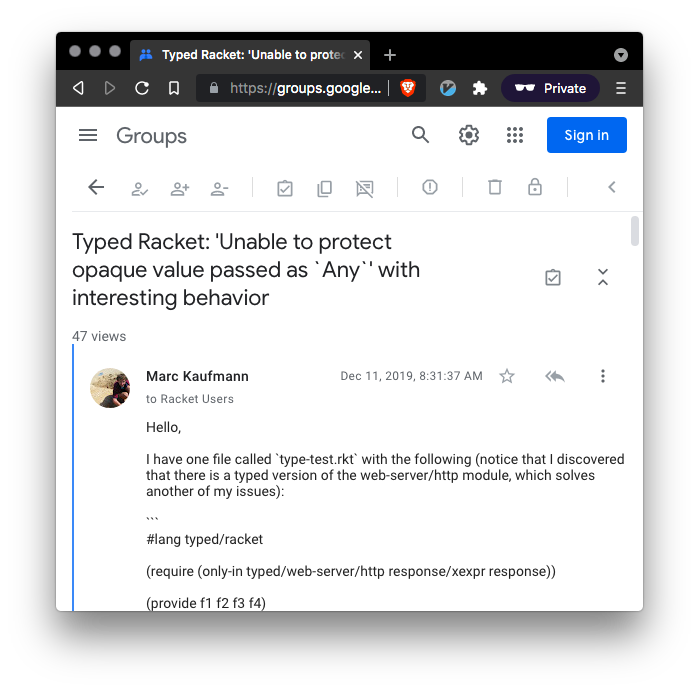 Typed Racket: 'Unable to prote
https://groups.google...
Private
Groups
Sign in
Typed Racket: 'Unable to protect
opaque value passed as `Any`' with
interesting behavior
47 views
Marc Kaufmann
Dec 11, 2019, 8:31:37 AM
to Racket Users
Hello,
I have one file called `type-test.rkt` with the following (notice that I discovered
that there is a typed version of the web-server/http module, which solves
another of my issues):
```
#lang typed/racket
(require (only-in typed/web-server/http response/xexpr response))
(provide f1 f2 f3 f4)